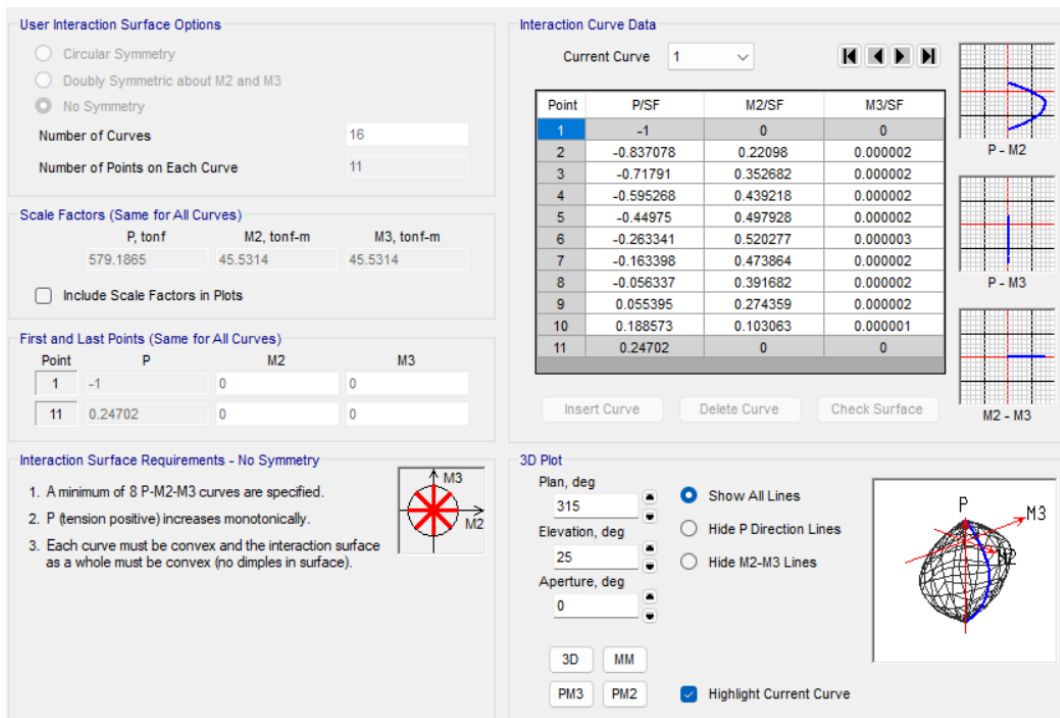 User Interaction Surface Options
Circular Symmetry
Doubly Symmetric about M2 and M3
No Symmetry
Number of Curves 16
Number of Points on Each Curve 11
Scale Factors (Same for All Curves)
P, tonf M2, tonf-m M3, tonf-m
579.1865 45.5314 45.5314
Include Scale Factors in Plots
First and Last Points (Same for All Curves)
Point P M2 M3
1 -1 0 0
11 0.24702 0 0
Interaction Surface Requirements - No Symmetry
1. A minimum of 8 P-M2-M3 curves are specified.
2. P (tension positive) increases monotonically.
3. Each curve must be convex and the interaction surface
as a whole must be convex (no dimples in surface).
M3
M2
Interaction Curve Data
Current Curve 1
Point P/SF M2/SF M3/SF
1 -1 0 0
2 -0.837078 0.22098 0.000002
3 -0.71791 0.352682 0.000002
4 -0.595268 0.439218 0.000002
5 -0.44975 0.497928 0.000002
6 -0.263341 0.520277 0.000003
7 -0.163398 0.473864 0.000002
8 -0.056337 0.391682 0.000002
9 0.055395 0.274359 0.000002
10 0.188573 0.103063 0.000001
11 0.24702 0 0
P - M2
P - M3
M2 - M3
Insert Curve Delete Curve Check Surface
3D Plot
Plan, deg
315
Elevation, deg
25
Aperture, deg
0
Show All Lines
Hide P Direction Lines
Hide M2-M3 Lines
3D MM
PM3 PM2
Highlight Current Curve
P
M3
M2